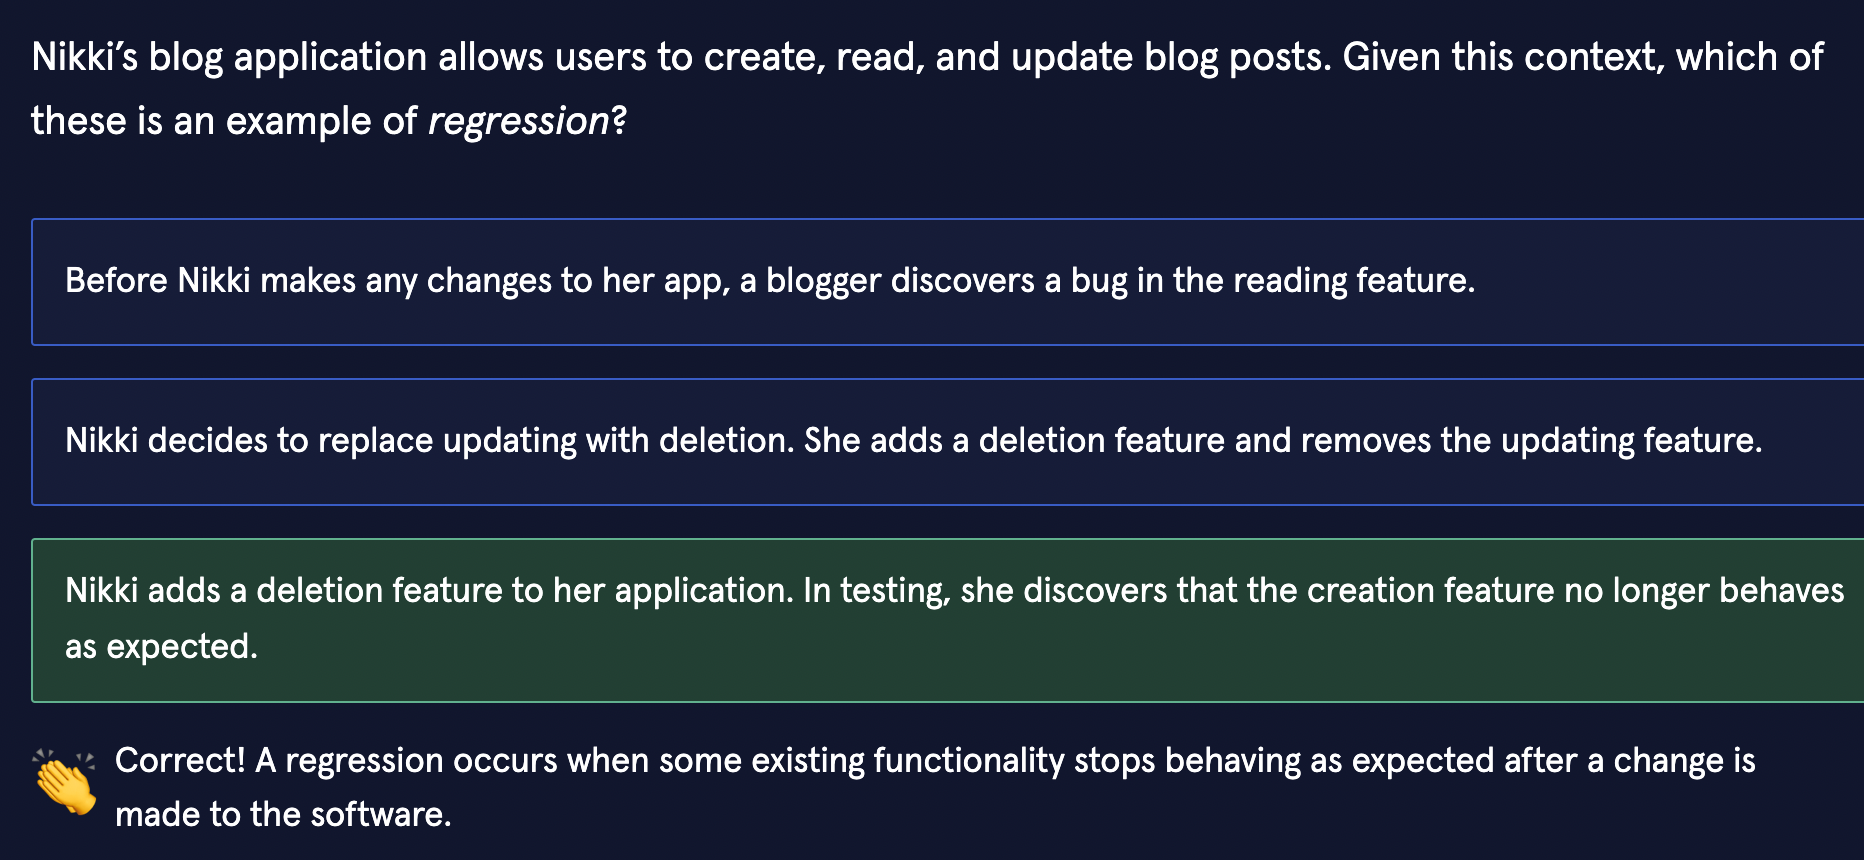 Nikki’s blog application allows users to create, read, and update blog posts. Given this context, which of
these is an example of regression?
Before Nikki makes any changes to her app, a blogger discovers a bug in the reading feature.
Nikki decides to replace updating with deletion. She adds a deletion feature and removes the updating feature.
Nikki adds a deletion feature to her application. In testing, she discovers that the creation feature no longer behaves
as expected.
Correct! A regression occurs when some existing functionality stops behaving as expected after a change is
made to the software.